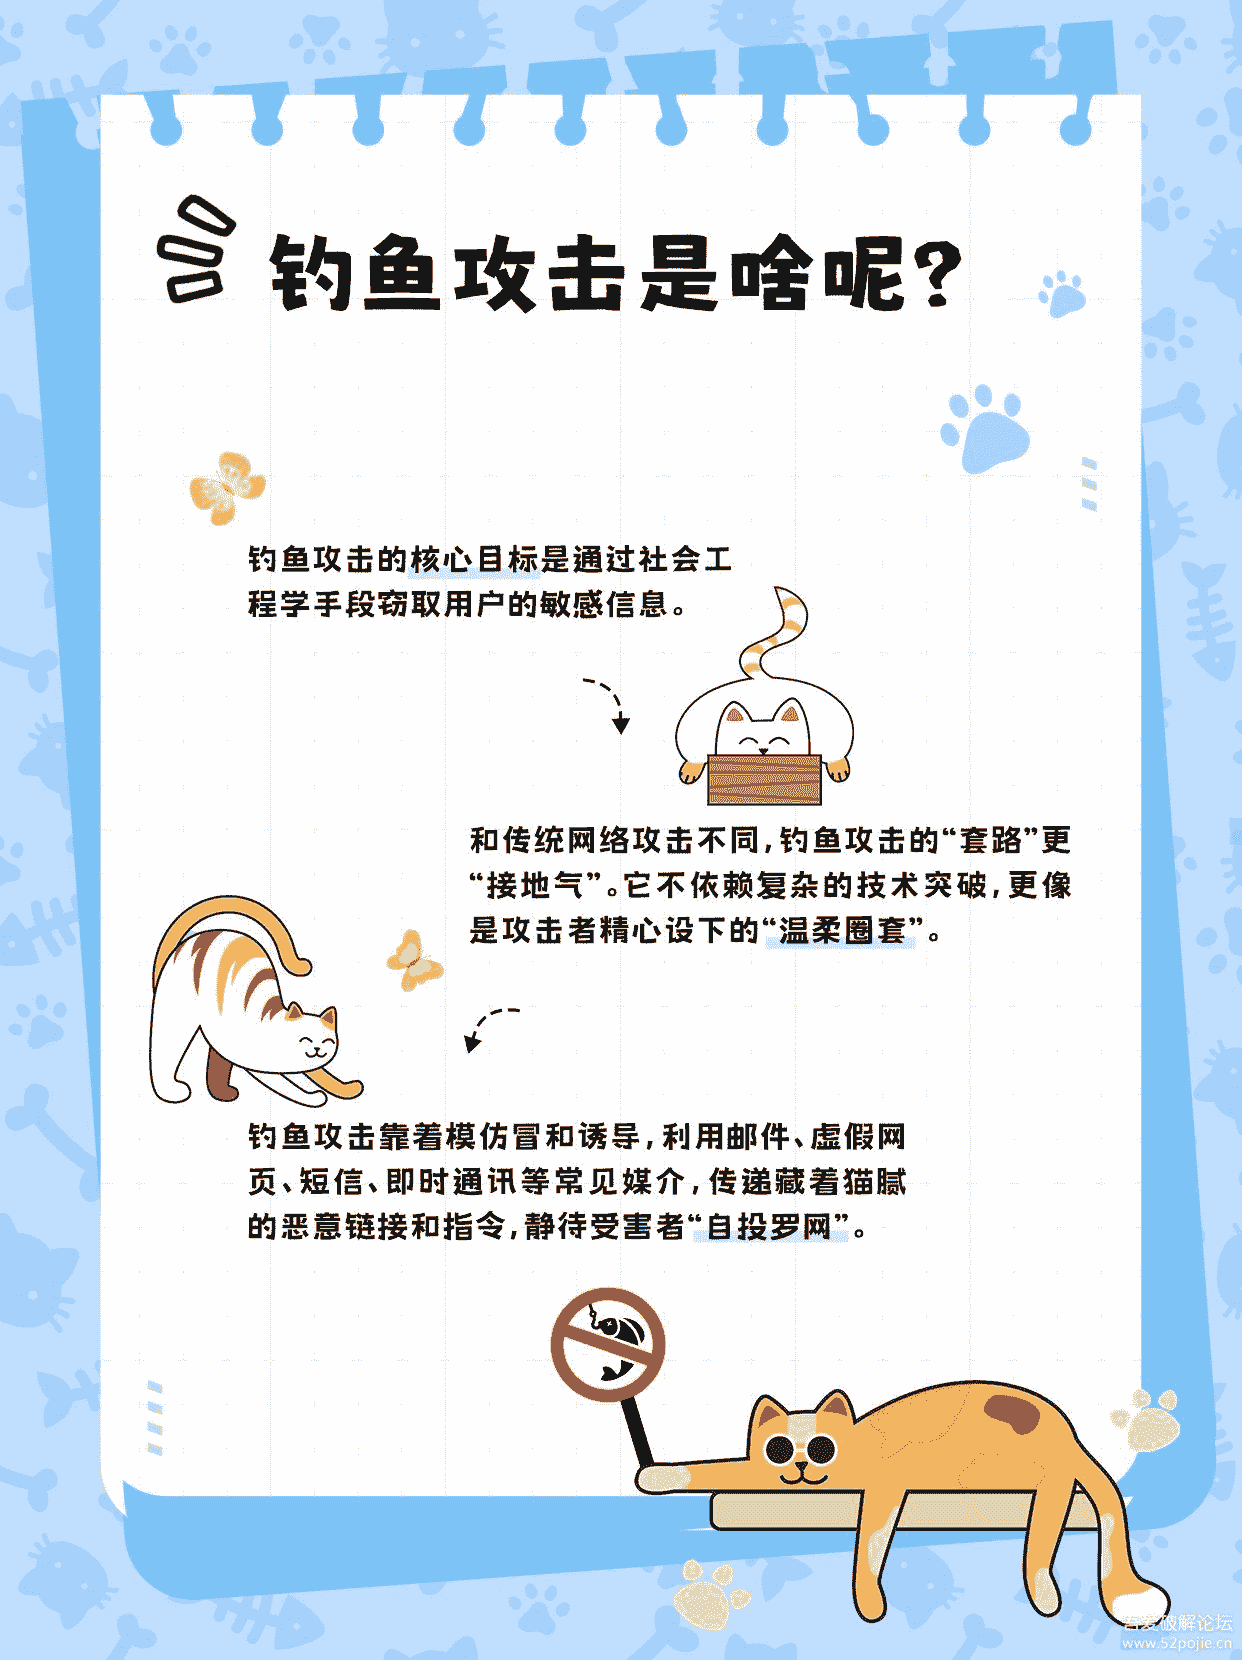 钓鱼攻击是啥呢?
钓鱼攻击的核心目标是通过社会工
程学手段窃取用户的敏感信息。
和传统网络攻击不同,钓鱼攻击的“套路”更
“接地气”。它不依赖复杂的技术突破,更像
是攻击者精心设下的“温柔圈套”。
钓鱼攻击靠着模仿冒和诱导,利用邮件、虚假网
页、短信、即时通讯等常见媒介,传递藏着猫腻
的恶意链接和指令,静待受害者“自投罗网”。
吾爱破解论坛
www.52pojie.cn